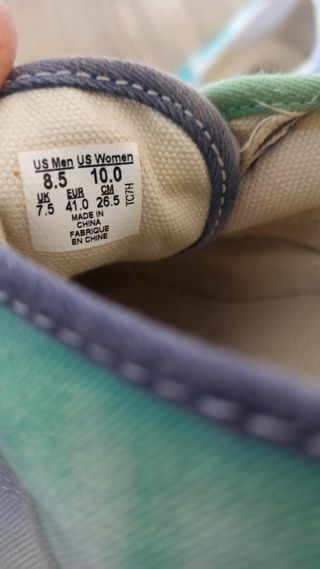 US Men US Women
8.5 10.0
UK EUR CM
7.5 41.0 26.5
MADE IN
CHINA
FABRIQUE
EN CHINE
TC7H